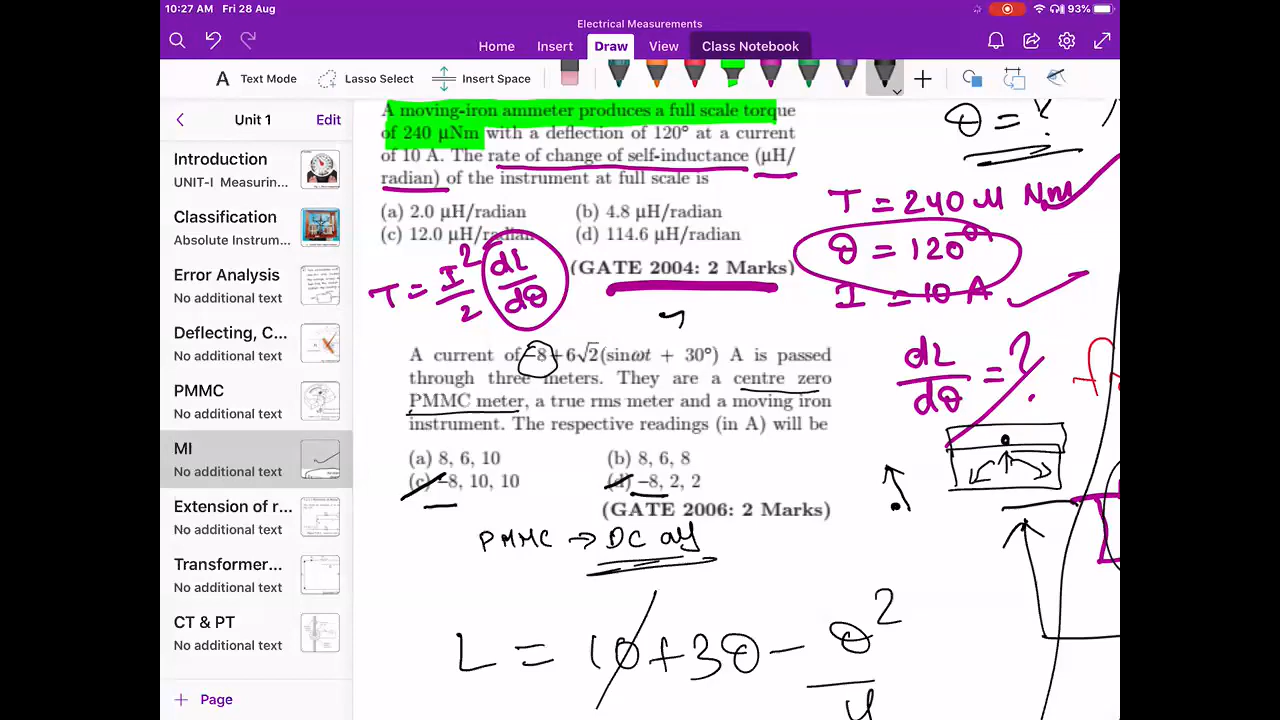 10:27 AM Fri 28 Aug
93%
Electrical Measurements
Home Insert Draw View Class Notebook
Text Mode Lasso Select Insert Space
Unit 1 Edit
Introduction
UNIT-I Measurin...
Classification
Absolute Instrum...
Error Analysis
No additional text
Deflecting, C...
No additional text
PMMC
No additional text
MI
No additional text
Extension of r...
No additional text
Transformer...
No additional text
CT & PT
No additional text
Page
A moving-iron ammeter produces a full scale torque
of 240 μNm with a deflection of 120° at a current
of 10 A. The rate of change of self-inductance (μH/
radian) of the instrument at full scale is
(a) 2.0 μH/radian (b) 4.8 μH/radian
(c) 12.0 μH/radian (d) 114.6 μH/radian
(GATE 2004: 2 Marks)
T = I²/2 dL/dθ
A current of −8+6√2(sinωt + 30°) A is passed
through three meters. They are a centre zero
PMMC meter, a true rms meter and a moving iron
instrument. The respective readings (in A) will be
(a) 8, 6, 10 (b) 8, 6, 8
(c) −8, 10, 10 (d) −8, 2, 2
(GATE 2006: 2 Marks)
PMMC → DC
L = 10+3θ − θ²/4
θ = ?
T = 240 μ Nm
θ = 120°
I = 10 A
dL/dθ = ?